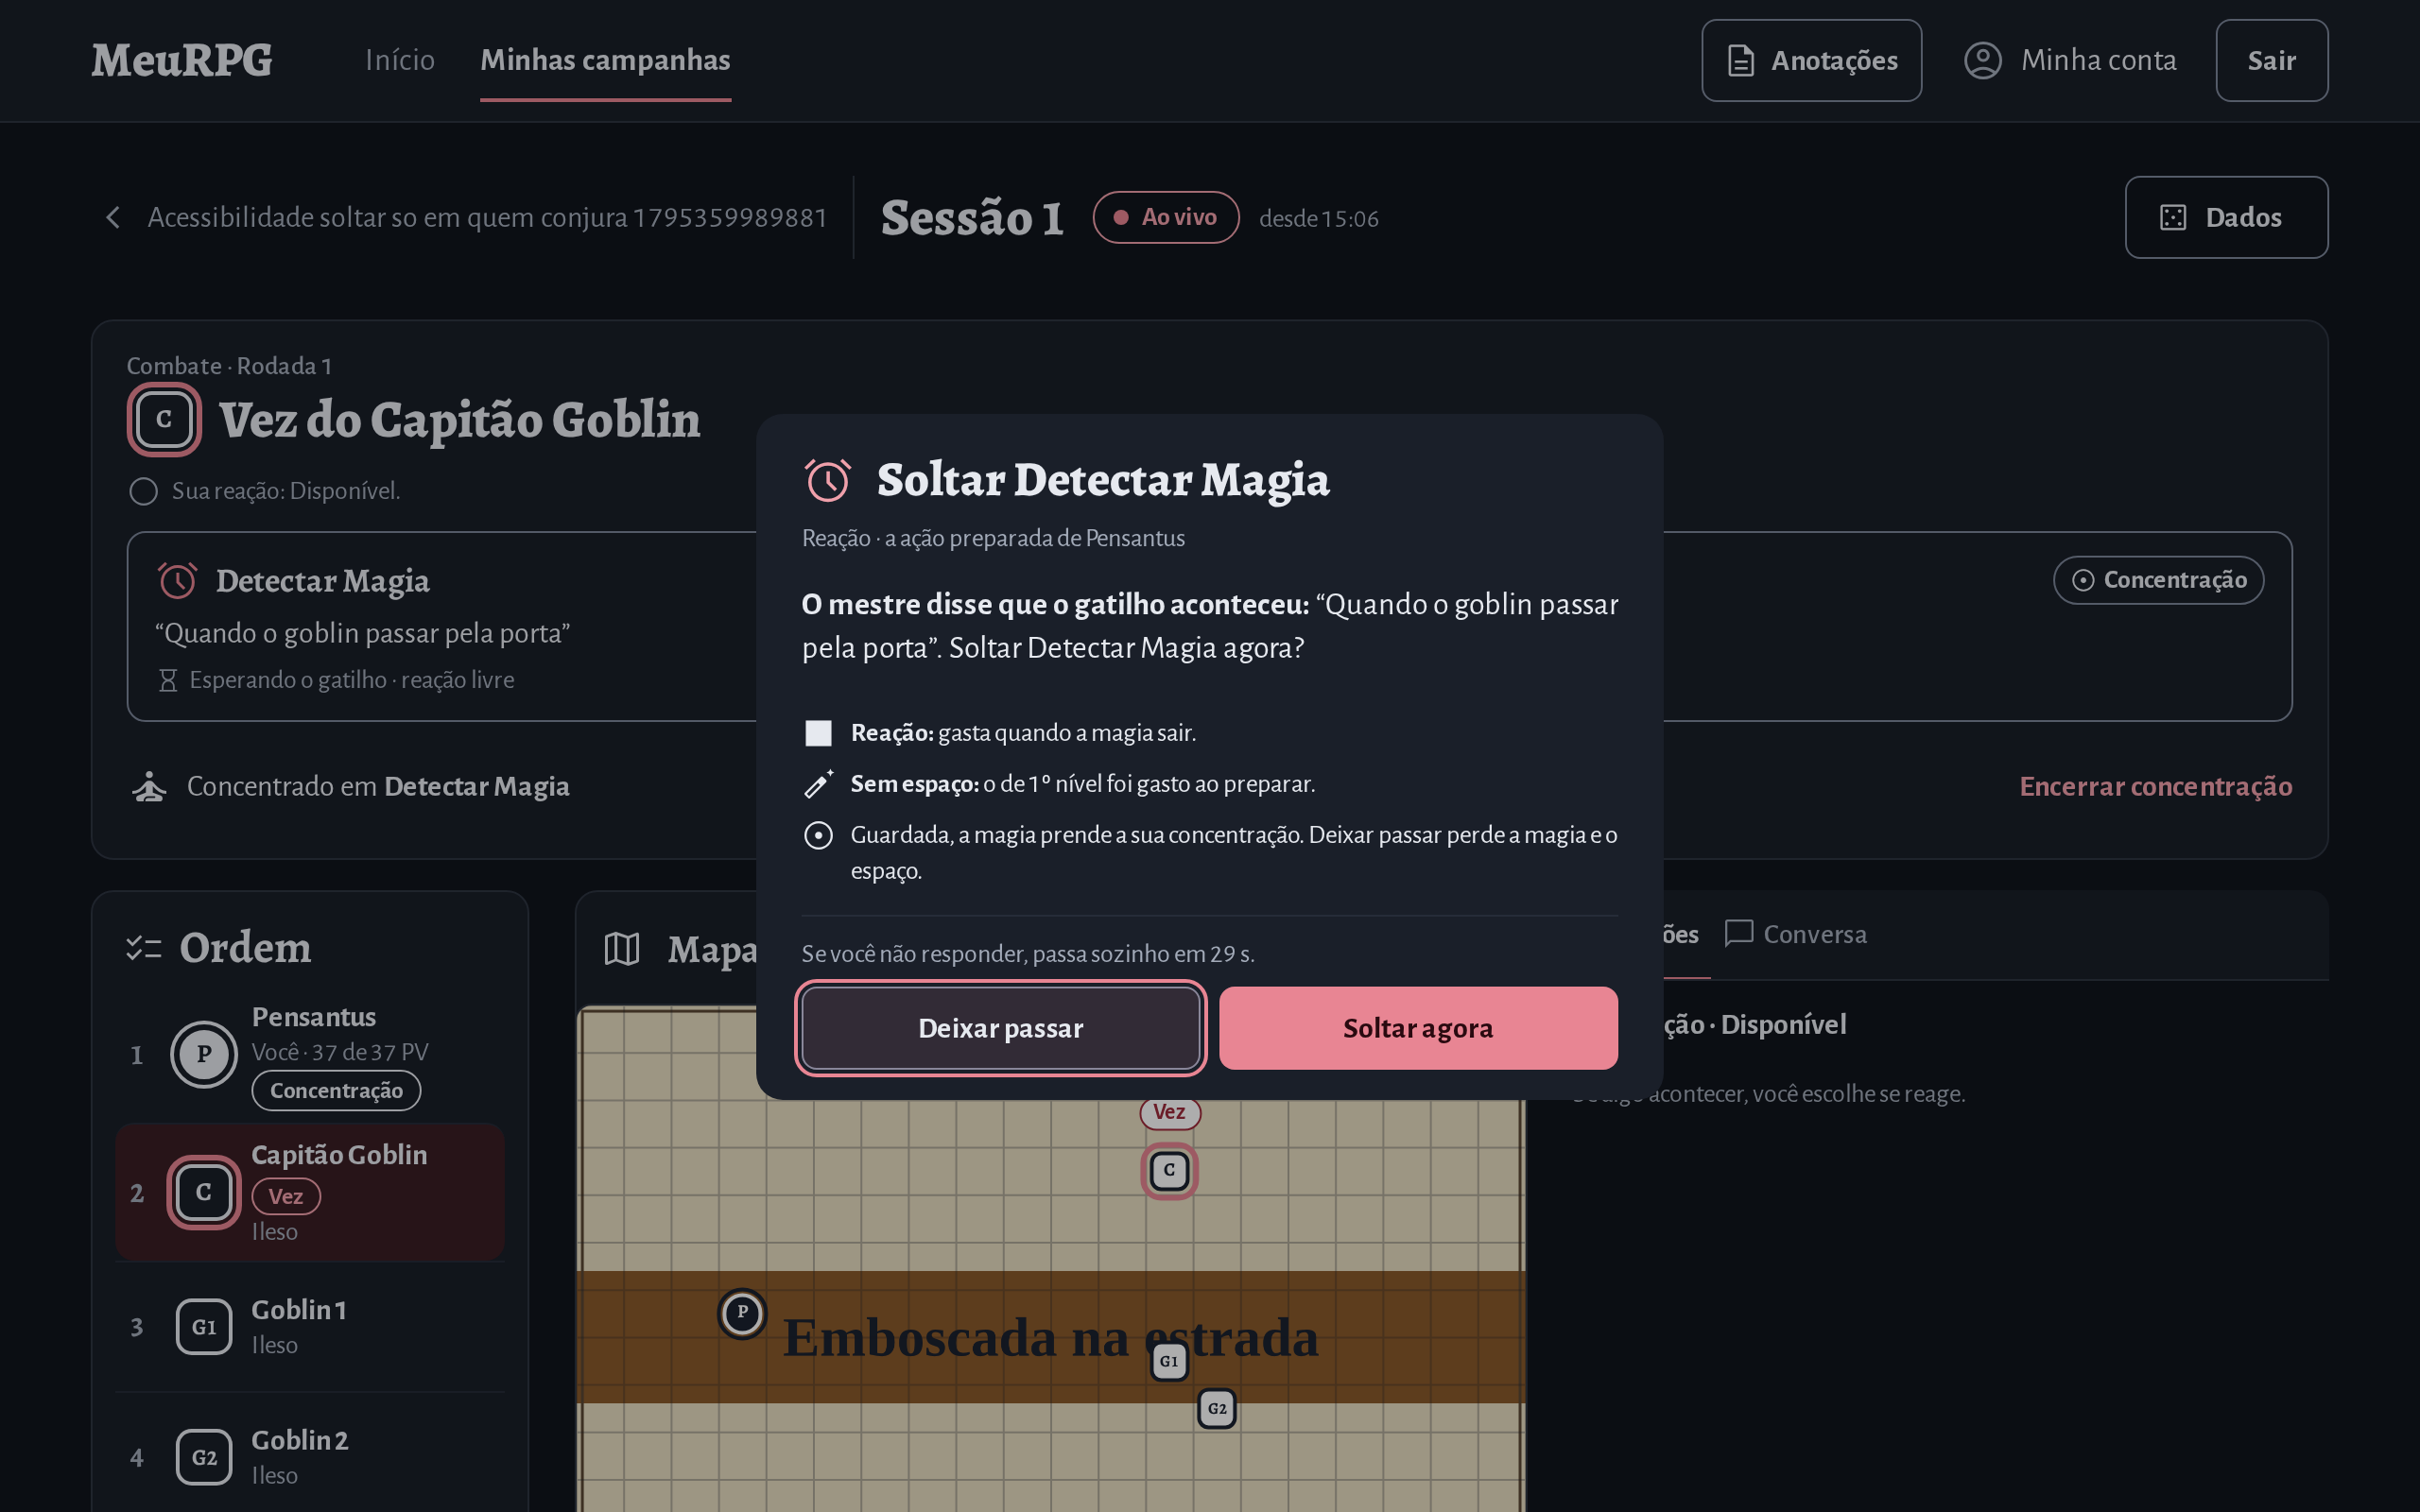 MeuRPG
Início
Minhas campanhas
Anotações
Minha conta
Sair
Acessibilidade soltar so em quem conjura 1795359989881
Sessão 1
Ao vivo
desde 15:06
Dados
Combate · Rodada 1
C
Vez do Capitão Goblin
Sua reação: Disponível.
Detectar Magia
Concentração
“Quando o goblin passar pela porta”
Esperando o gatilho · reação livre
Concentrado em Detectar Magia
Encerrar concentração
Soltar Detectar Magia
Reação · a ação preparada de Pensantus
O mestre disse que o gatilho aconteceu: “Quando o goblin passar
pela porta”. Soltar Detectar Magia agora?
Reação: gasta quando a magia sair.
Sem espaço: o de 1º nível foi gasto ao preparar.
Guardada, a magia prende a sua concentração. Deixar passar perde a magia e o
espaço.
Se você não responder, passa sozinho em 29 s.
Deixar passar
Soltar agora
Ordem
1
P
Pensantus
Você · 37 de 37 PV
Concentração
2
C
Capitão Goblin
Vez
Ileso
3
G1
Goblin 1
Ileso
4
G2
Goblin 2
Ileso
Mapa
Vez
C
P
Emboscada na estrada
G1
G2
ões
Conversa
ção · Disponível
acontecer, você escolhe se reage.